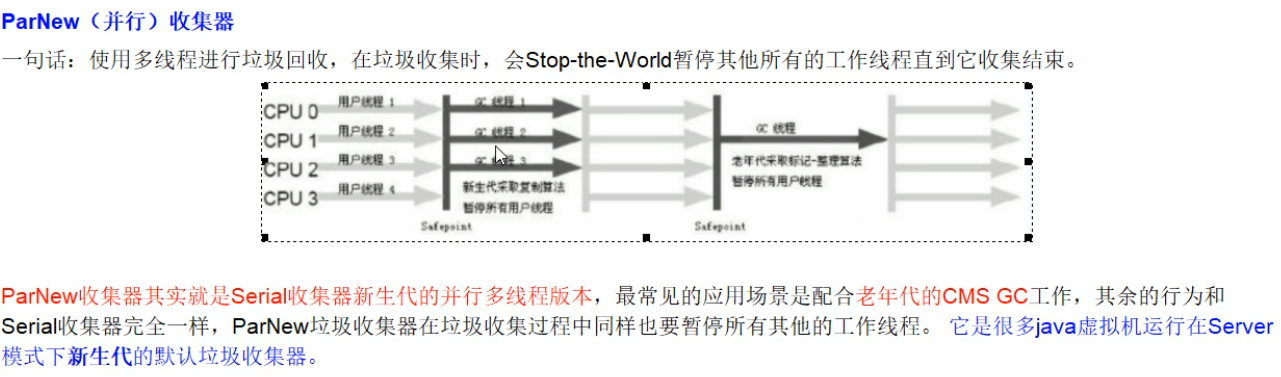 ParNew（并行）收集器
一句话：使用多线程进行垃圾回收，在垃圾收集时，会Stop-the-World暂停其他所有的工作线程直到它收集结束。
CPU 0
用户线程 1
GC 线程 1
CPU 1
用户线程 2
GC 线程 2
GC 线程
CPU 2
用户线程 3
GC 线程 3
老年代采取标记-整理算法
暂停所有用户线程
CPU 3
用户线程 4
新生代采取复制算法
暂停所有用户线程
Safepoint
Safepoint
ParNew收集器其实就是Serial收集器新生代的并行多线程版本，最常见的应用场景是配合老年代的CMS GC工作，其余的行为和
Serial收集器完全一样，ParNew垃圾收集器在垃圾收集过程中同样也要暂停所有其他的工作线程。 它是很多java虚拟机运行在Server
模式下新生代的默认垃圾收集器。